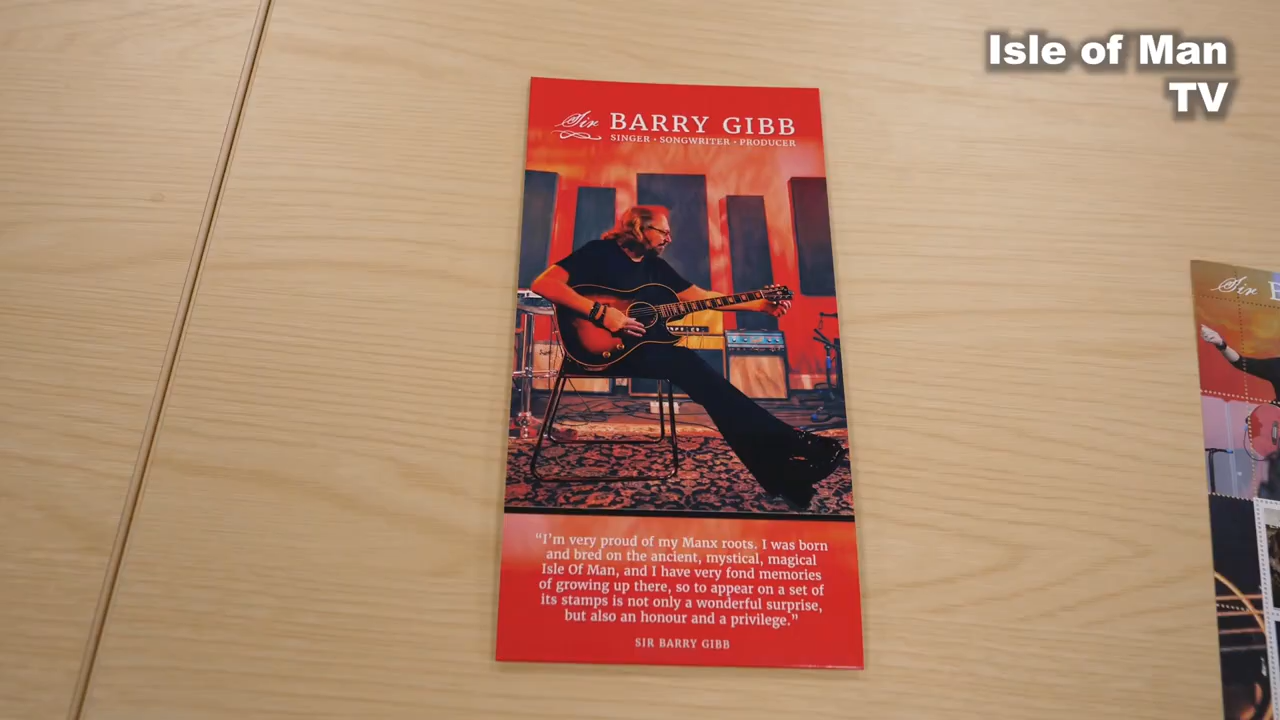 Isle of Man
TV
Sir BARRY GIBB
SINGER • SONGWRITER • PRODUCER
“I’m very proud of my Manx roots. I was born
and bred on the ancient, mystical, magical
Isle Of Man, and I have very fond memories
of growing up there, so to appear on a set of
its stamps is not only a wonderful surprise,
but also an honour and a privilege.”
SIR BARRY GIBB
Sir